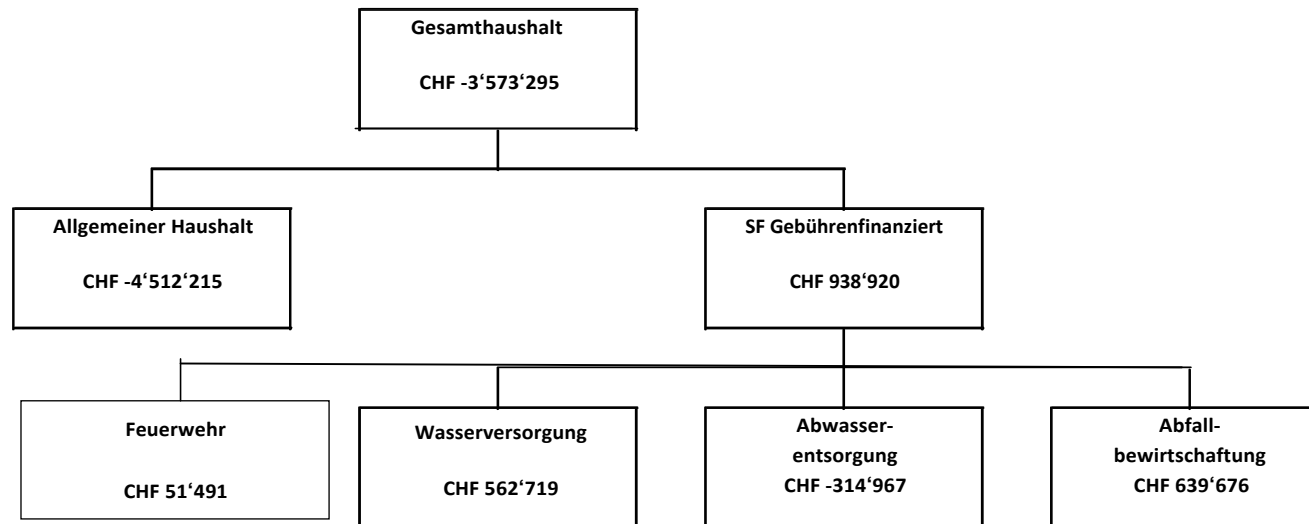 Gesamthaushalt
CHF -3‘573‘295
Allgemeiner Haushalt
CHF -4‘512‘215
SF Gebührenfinanziert
CHF 938‘920
Feuerwehr
CHF 51‘491
Wasserversorgung
CHF 562‘719
Abwasser-
entsorgung
CHF -314‘967
Abfall-
bewirtschaftung
CHF 639‘676